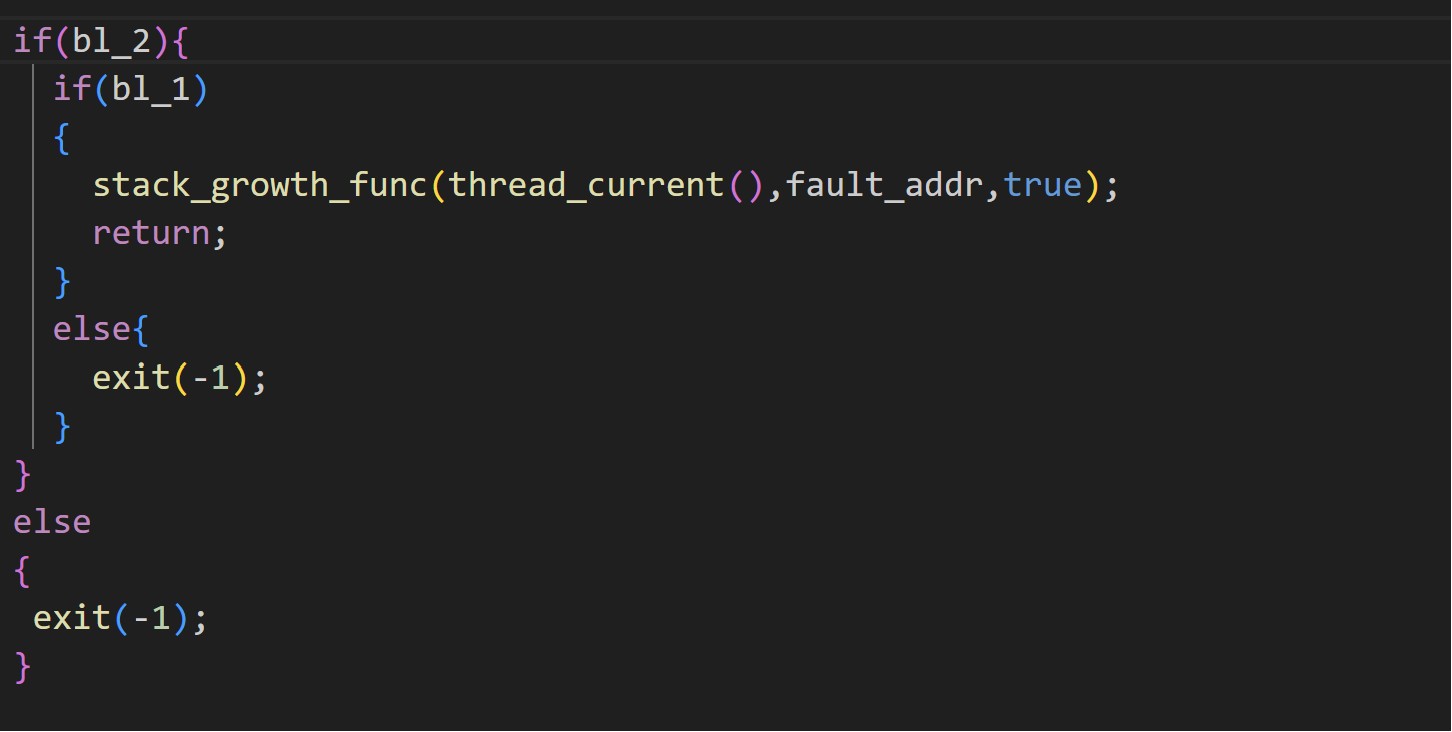 if(bl_2){
  if(bl_1)
  {
    stack_growth_func(thread_current(),fault_addr,true);
    return;
  }
  else{
    exit(-1);
  }
}
else
{
 exit(-1);
}